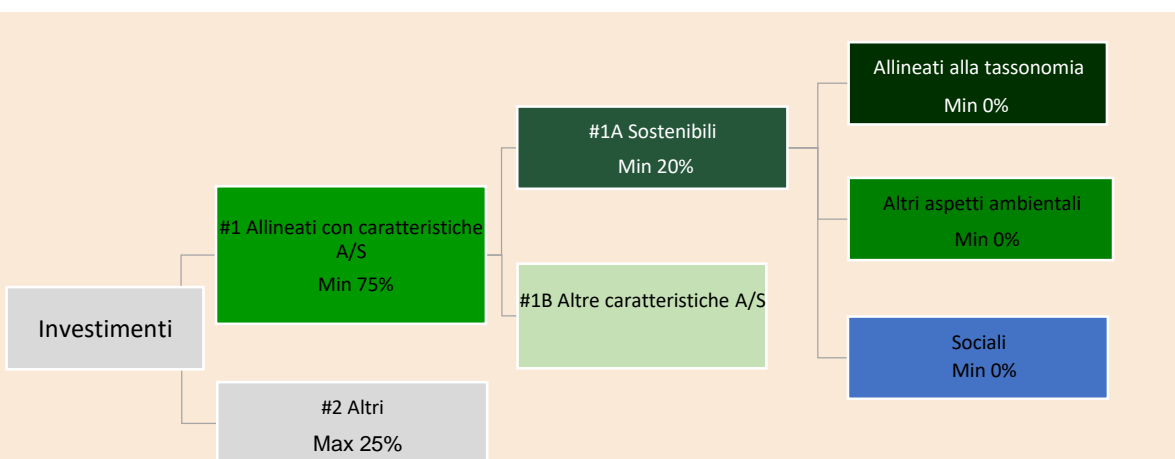 Investimenti
#1 Allineati con caratteristiche
A/S
Min 75%
#2 Altri
Max 25%
#1A Sostenibili
Min 20%
#1B Altre caratteristiche A/S
Allineati alla tassonomia
Min 0%
Altri aspetti ambientali
Min 0%
Sociali
Min 0%